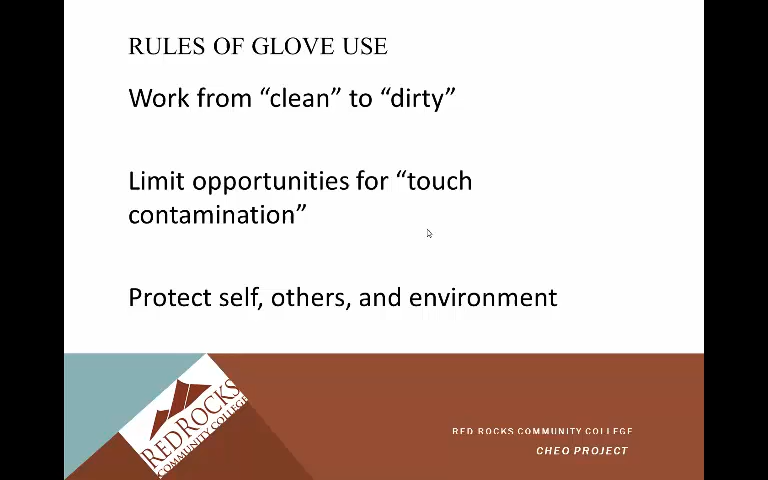 RULES OF GLOVE USE
Work from “clean” to “dirty”
Limit opportunities for “touch
contamination”
Protect self, others, and environment
RED ROCKS
COMMUNITY COLLEGE
RED ROCKS COMMUNITY COLLEGE
CHEO PROJECT